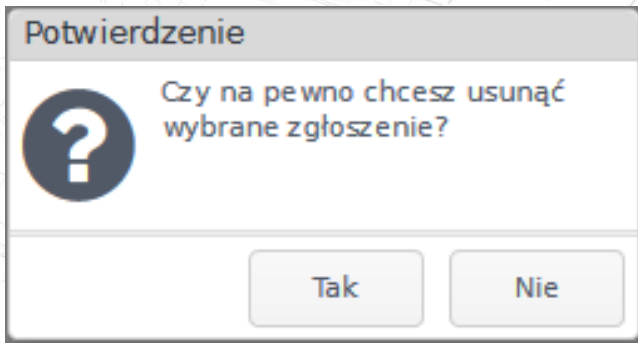 Potwierdzenie
Czy na pewno chcesz usunąć
wybrane zgłoszenie?
Tak
Nie